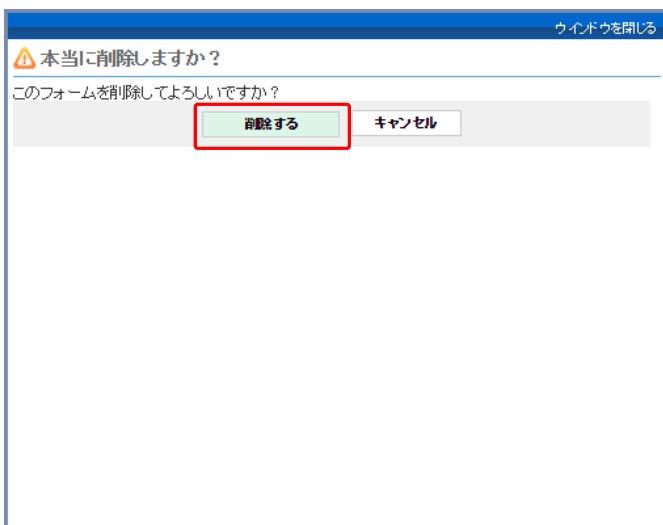 ウインドウを閉じる
本当に削除しますか？
このフォームを削除してよろしいですか？
削除する キャンセル